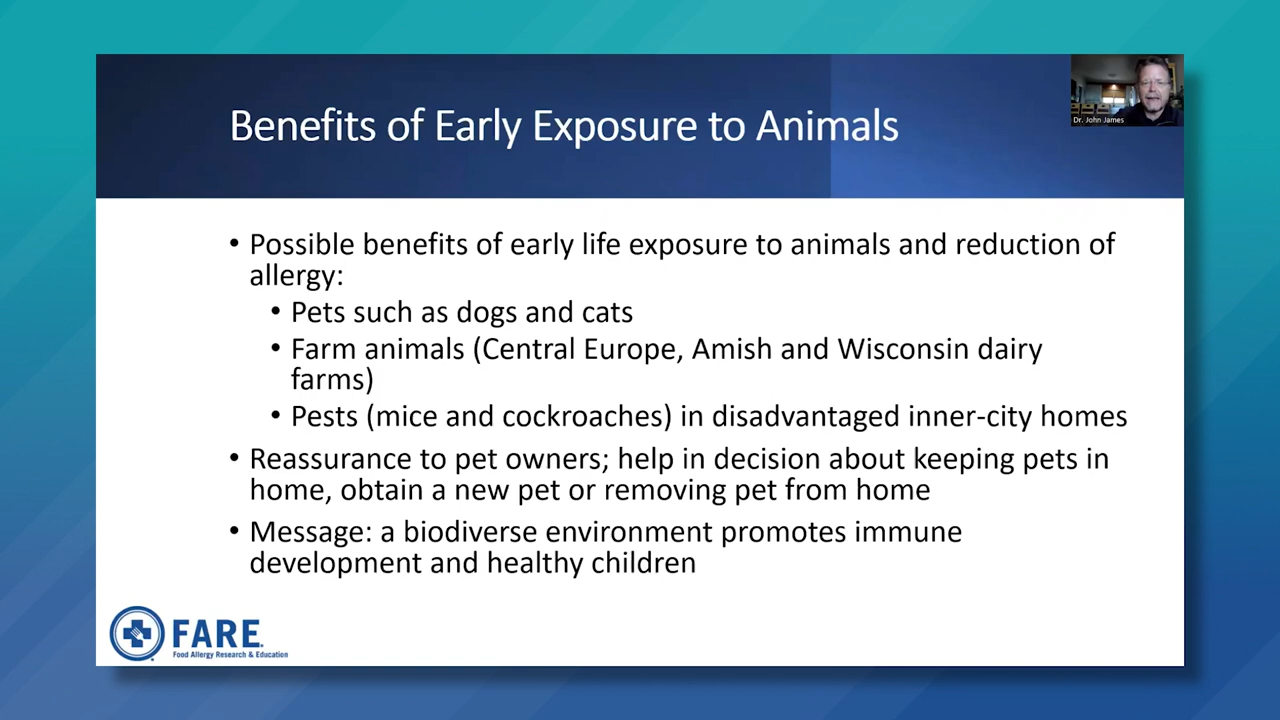 Benefits of Early Exposure to Animals
Dr. John James
• Possible benefits of early life exposure to animals and reduction of
allergy:
• Pets such as dogs and cats
• Farm animals (Central Europe, Amish and Wisconsin dairy
farms)
• Pests (mice and cockroaches) in disadvantaged inner-city homes
• Reassurance to pet owners; help in decision about keeping pets in
home, obtain a new pet or removing pet from home
• Message: a biodiverse environment promotes immune
development and healthy children
FARE
Food Allergy Research & Education